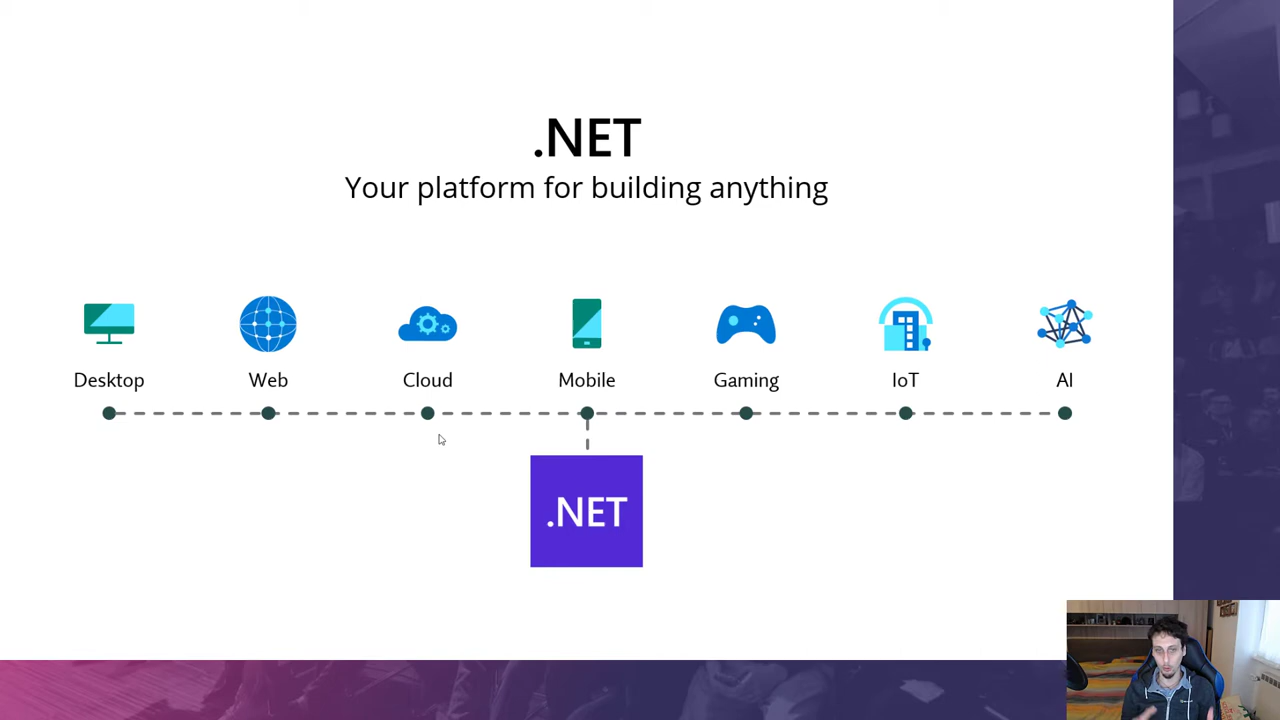 .NET
Your platform for building anything
Desktop
Web
Cloud
Mobile
Gaming
IoT
AI
.NET